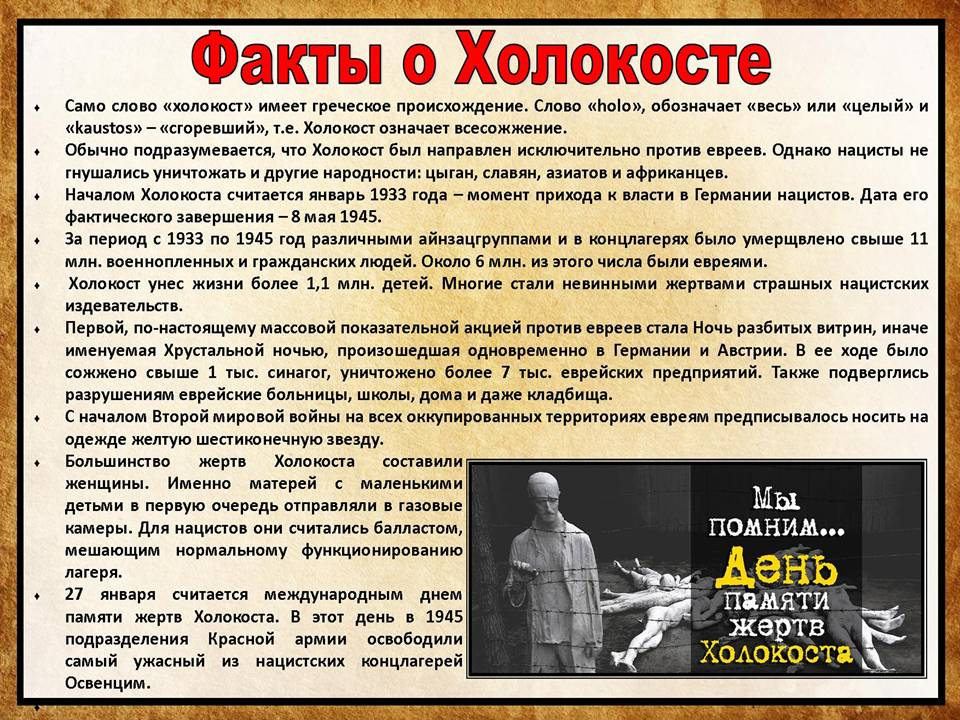 Факты о Холокосте
♦ Само слово «холокост» имеет греческое происхождение. Слово «holo», обозначает «весь» или «целый» и
«kaustos» – «сгоревший», т.е. Холокост означает всесожжение.
♦ Обычно подразумевается, что Холокост был направлен исключительно против евреев. Однако нацисты не
гнушались уничтожать и другие народности: цыган, славян, азиатов и африканцев.
♦ Началом Холокоста считается январь 1933 года – момент прихода к власти в Германии нацистов. Дата его
фактического завершения – 8 мая 1945.
♦ За период с 1933 по 1945 год различными айнзацгруппами и в концлагерях было умерщвлено свыше 11
млн. военнопленных и гражданских людей. Около 6 млн. из этого числа были евреями.
♦ Холокост унес жизни более 1,1 млн. детей. Многие стали невинными жертвами страшных нацистских
издевательств.
♦ Первой, по-настоящему массовой показательной акцией против евреев стала Ночь разбитых витрин, иначе
именуемая Хрустальной ночью, произошедшая одновременно в Германии и Австрии. В ее ходе было
сожжено свыше 1 тыс. синагог, уничтожено более 7 тыс. еврейских предприятий. Также подверглись
разрушениям еврейские больницы, школы, дома и даже кладбища.
♦ С началом Второй мировой войны на всех оккупированных территориях евреям предписывалось носить на
одежде желтую шестиконечную звезду.
♦ Большинство жертв Холокоста составили
женщины. Именно матерей с маленькими
детьми в первую очередь отправляли в газовые
камеры. Для нацистов они считались балластом,
мешающим нормальному функционированию
лагеря.
♦ 27 января считается международным днем
памяти жертв Холокоста. В этот день в 1945
подразделения Красной армии освободили
самый ужасный из нацистских концлагерей
Освенцим.
♦
Мы
помним...
День
памяти
жертв
Холокоста